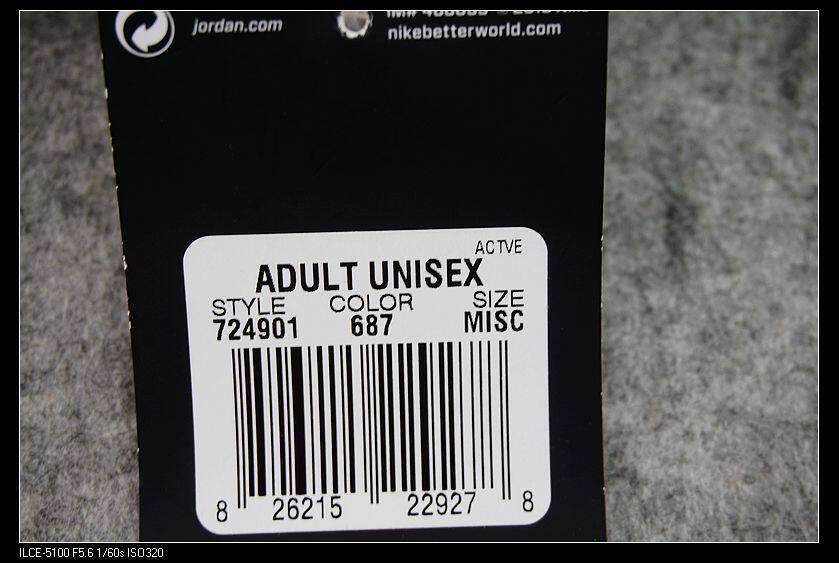 jordan.com
nikebetterworld.com
ACTVE
ADULT UNISEX
STYLE COLOR SIZE
724901 687 MISC
8 26215 22927 8
ILCE-5100 F5.6 1/60s ISO320